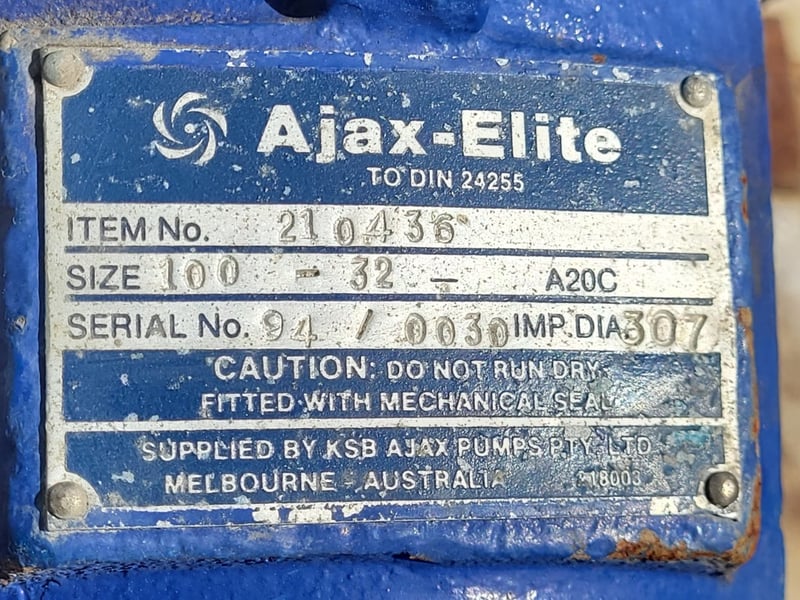 Ajax-Elite
TO DIN 24255
ITEM No. 210436
SIZE 100 - 32 - A20C
SERIAL No. 94 / 0030 IMP. DIA. 307
CAUTION: DO NOT RUN DRY.
FITTED WITH MECHANICAL SEAL
SUPPLIED BY KSB AJAX PUMPS PTY. LTD.
MELBOURNE - AUSTRALIA 18003